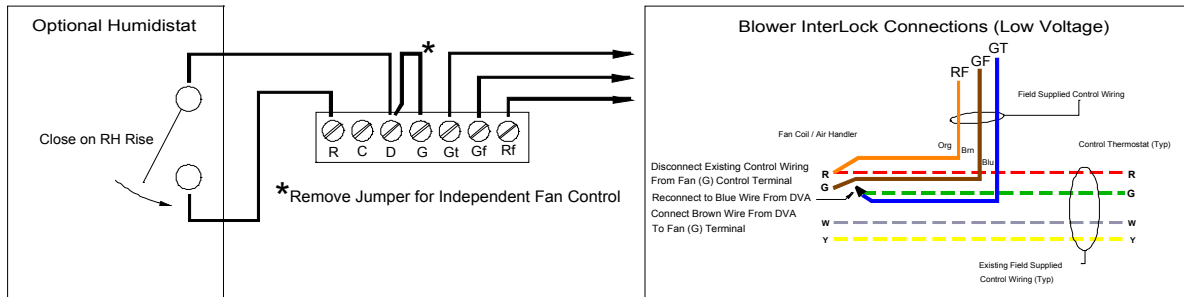 Optional Humidistat
Close on RH Rise
*
R C D G Gt Gf Rf
*Remove Jumper for Independent Fan Control
Blower InterLock Connections (Low Voltage)
GT
GF
RF
Field Supplied Control Wiring
Fan Coil / Air Handler
Org
Brn
Blu
Control Thermostat (Typ)
Disconnect Existing Control Wiring
From Fan (G) Control Terminal
Reconnect to Blue Wire From DVA
Connect Brown Wire From DVA
To Fan (G) Terminal
R
G
W
Y
R
G
W
Y
Existing Field Supplied
Control Wiring (Typ)